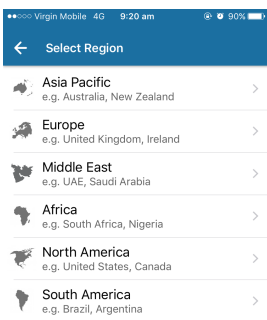 Virgin Mobile 4G 9:20 am 90%
Select Region
Asia Pacific
e.g. Australia, New Zealand
Europe
e.g. United Kingdom, Ireland
Middle East
e.g. UAE, Saudi Arabia
Africa
e.g. South Africa, Nigeria
North America
e.g. United States, Canada
South America
e.g. Brazil, Argentina